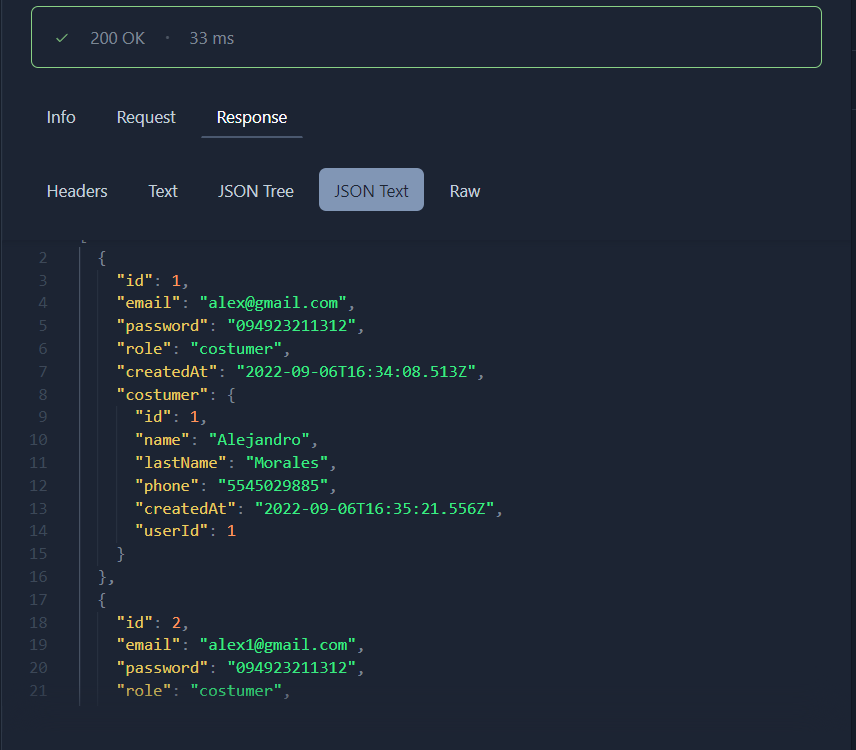 200 OK · 33 ms
Info Request Response
Headers Text JSON Tree JSON Text Raw
2 {
3 "id": 1,
4 "email": "alex@gmail.com",
5 "password": "094923211312",
6 "role": "costumer",
7 "createdAt": "2022-09-06T16:34:08.513Z",
8 "costumer": {
9 "id": 1,
10 "name": "Alejandro",
11 "lastName": "Morales",
12 "phone": "5545029885",
13 "createdAt": "2022-09-06T16:35:21.556Z",
14 "userId": 1
15 }
16 },
17 {
18 "id": 2,
19 "email": "alex1@gmail.com",
20 "password": "094923211312",
21 "role": "costumer",